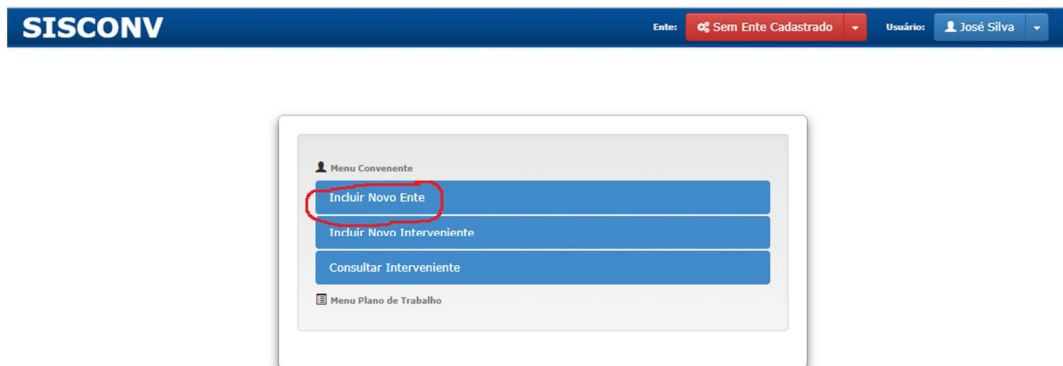 SISCONV
Ente: Sem Ente Cadastrado Usuário: José Silva
Menu Convenente
Incluir Novo Ente
Incluir Novo Interveniente
Consultar Interveniente
Menu Plano de Trabalho